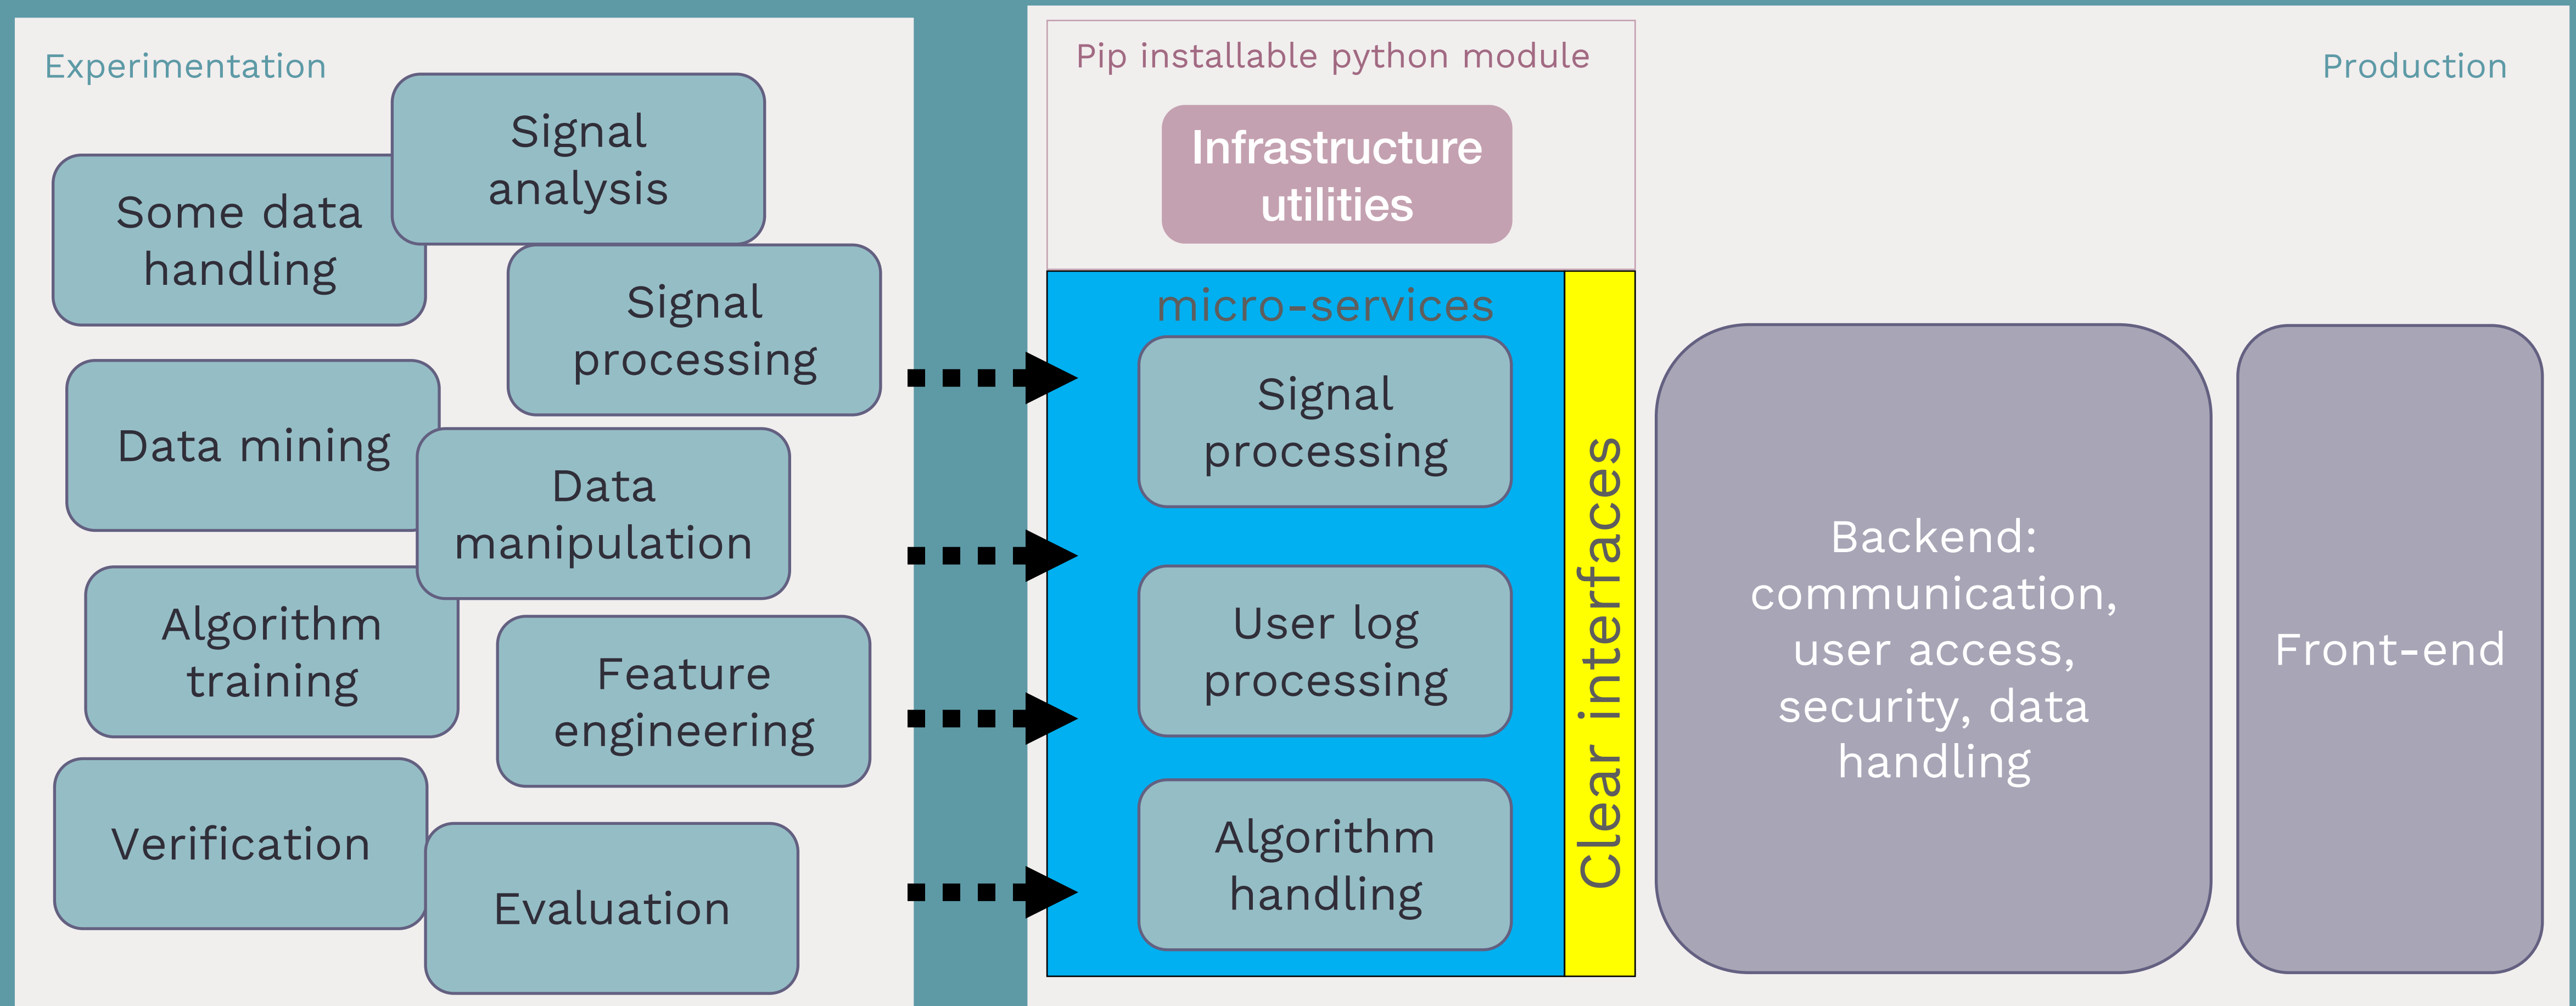 Experimentation
Signal
analysis
Some data
handling
Signal
processing
Data mining
Data
manipulation
Algorithm
training
Feature
engineering
Verification
Evaluation
Pip installable python module
Infrastructure
utilities
micro-services
Signal
processing
User log
processing
Algorithm
handling
Clear interfaces
Production
Backend:
communication,
user access,
security, data
handling
Front-end